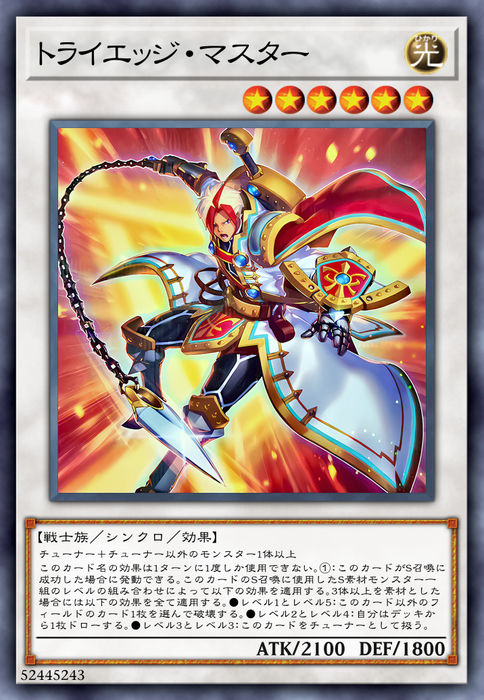 トライエッジ・マスター
ひかり
光
【戦士族／シンクロ／効果】
チューナー＋チューナー以外のモンスター1体以上
このカード名の効果は1ターンに1度しか使用できない。①：このカードがS召喚に
成功した場合に発動できる。このカードのS召喚に使用したS素材モンスター一
組のレベルの組み合わせによって以下の効果を適用する。3体以上を素材とした
場合には以下の効果を全て適用する。●レベル1とレベル5：このカード以外のフ
ィールドのカード1枚を選んで破壊する。●レベル2とレベル4：自分はデッキか
ら1枚ドローする。●レベル3とレベル3：このカードをチューナーとして扱う。
ATK/2100 DEF/1800
52445243